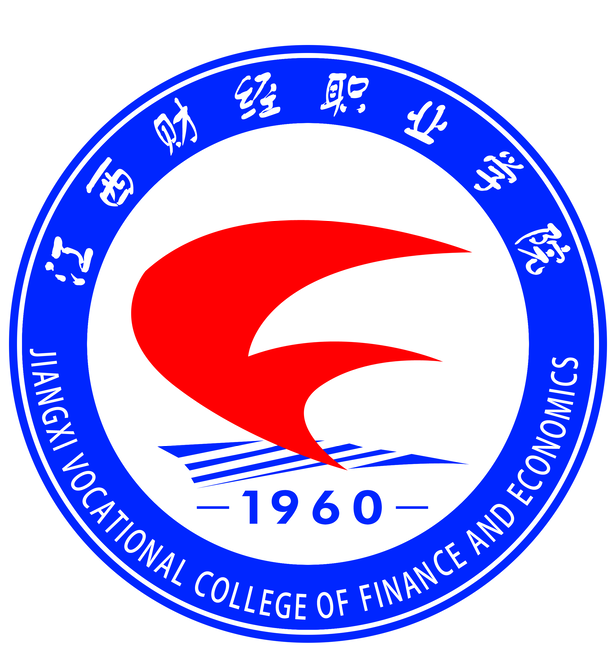 江西财经职业学院
1960
JIANGXI VOCATIONAL COLLEGE OF FINANCE AND ECONOMICS